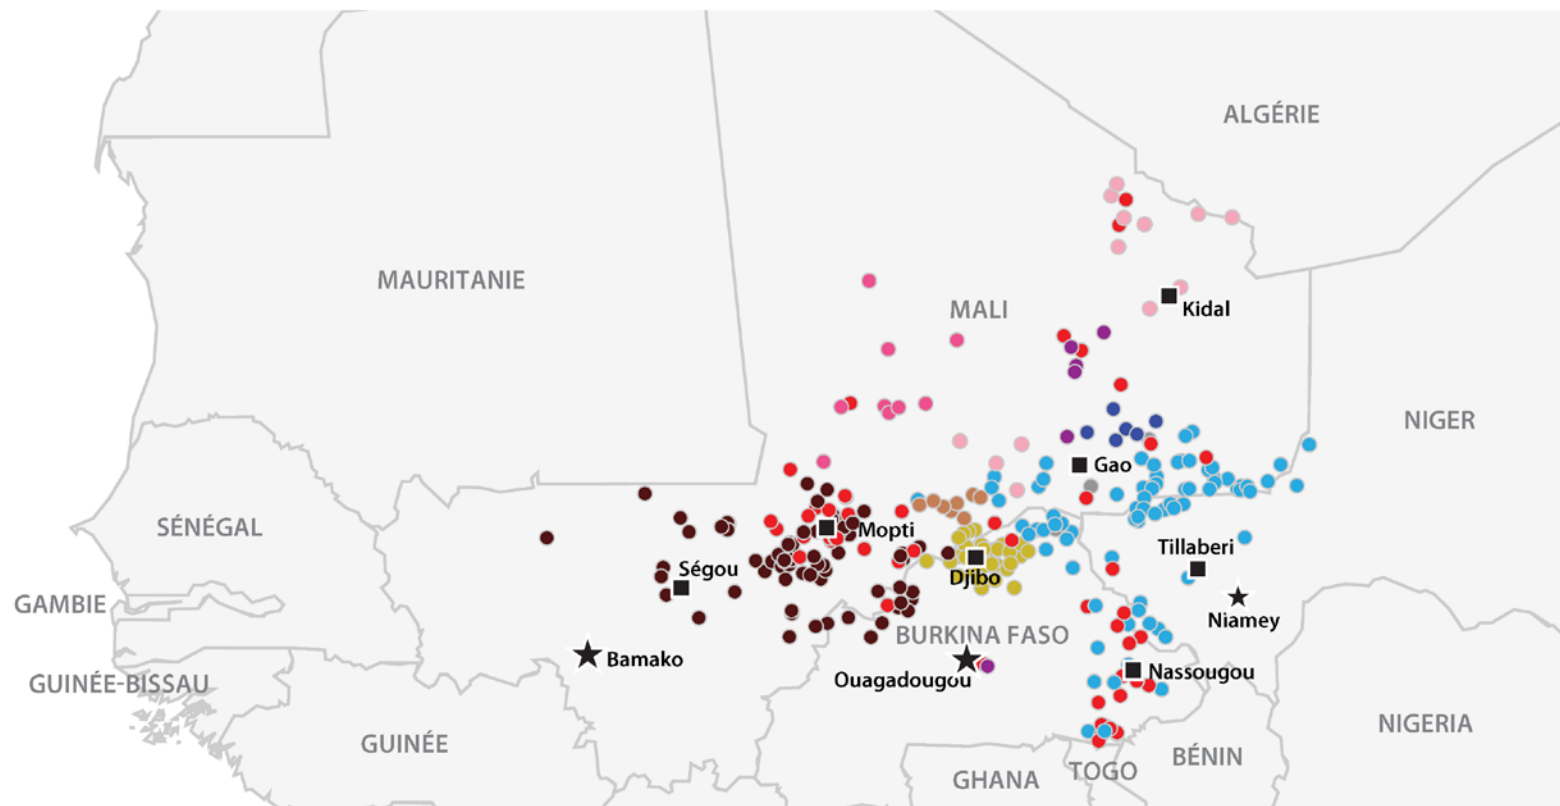 ALGÉRIE
MAURITANIE
MALI
Kidal
NIGER
Gao
SÉNÉGAL
Mopti
Tillaberi
Ségou
Djibo
GAMBIE
Niamey
BURKINA FASO
Bamako
Nassougou
Ouagadougou
GUINÉE-BISSAU
GUINÉE
NIGERIA
BÉNIN
TOGO
GHANA